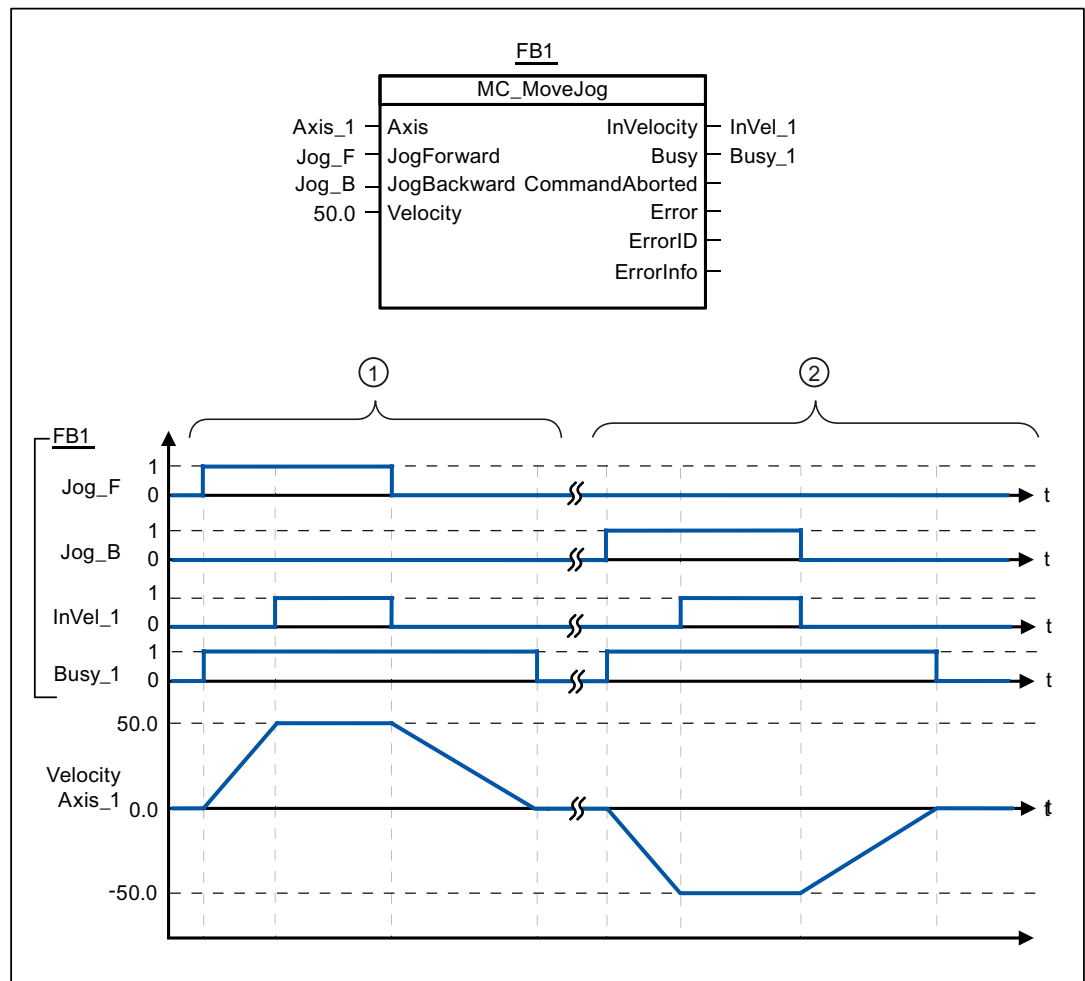 FB1
MC_MoveJog
Axis_1 Axis InVelocity InVel_1
Jog_F JogForward Busy Busy_1
Jog_B JogBackward CommandAborted
50.0 Velocity Error
ErrorID
ErrorInfo
1 2
FB1
1
Jog_F 0 t
1
Jog_B 0 t
1
InVel_1 0 t
1
Busy_1 0 t
50.0
Velocity
Axis_1 0.0 t
-50.0